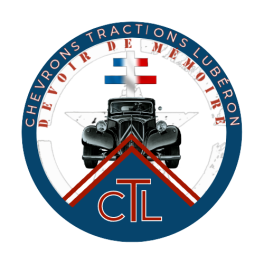 CHEVRONS TRACTIONS LUBÉRON
DEVOIR DE MÉMOIRE
CTL